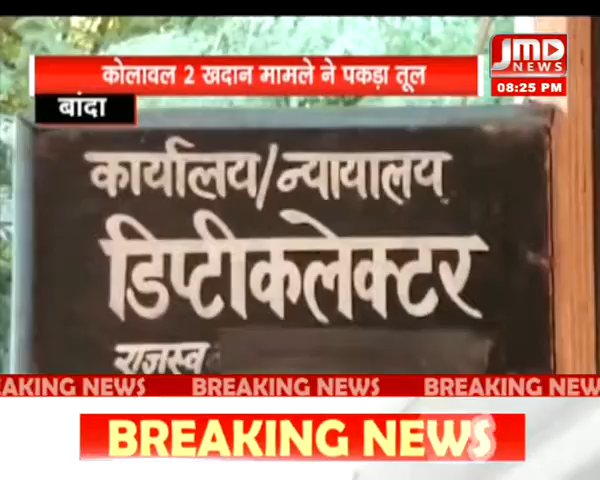 कोलावल 2 खदान मामले ने पकड़ा तूल
JMD
NEWS
08:25 PM
बांदा
कार्यालय/न्यायालय
डिप्टीकलेक्टर
राजस्व
EAKING NEWS BREAKING NEWS BREAKING NEW
BREAKING NEWS